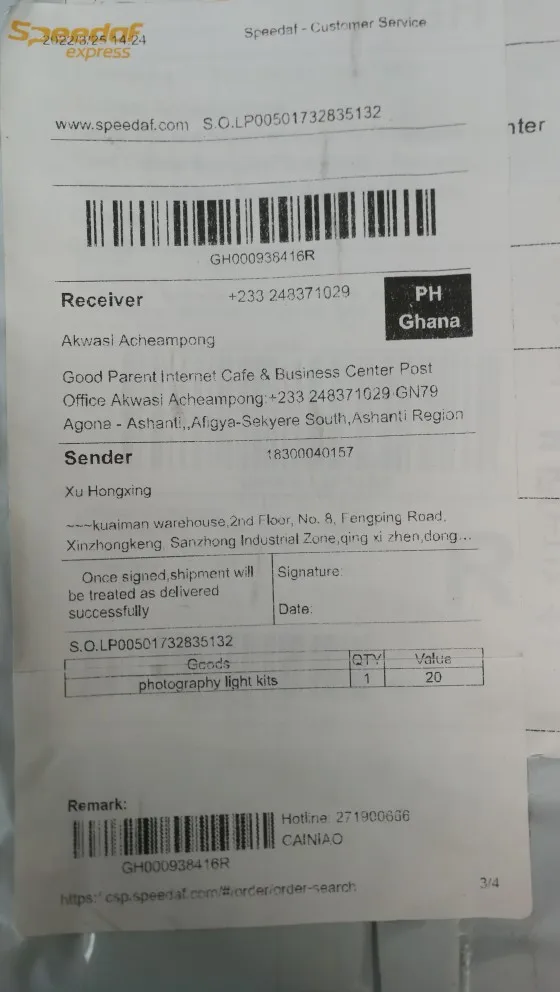 Speedaf
express
2022/3/25 14:24
Speedaf - Customer Service
www.speedaf.com S.O.LP00501732835132
nter
GH000938416R
Receiver +233 248371029
PH
Ghana
Akwasi Acheampong
Good Parent Internet Cafe & Business Center Post
Office Akwasi Acheampong:+233 248371029 GN79
Agona - Ashanti,,Afigya-Sekyere South,Ashanti Region
Sender 18300040157
Xu Hongxing
~~~kuaiman warehouse,2nd Floor, No. 8, Fengping Road,
Xinzhongkeng, Sanzhong Industrial Zone,qing xi zhen,dong...
Once signed,shipment will
be treated as delivered
successfully
Signature:
Date:
S.O.LP00501732835132
Goods QTY Value
photography light kits 1 20
Remark:
Hotline: 271900666
CAINIAO
GH000938416R
https://csp.speedaf.com/#/order/order-search
3/4